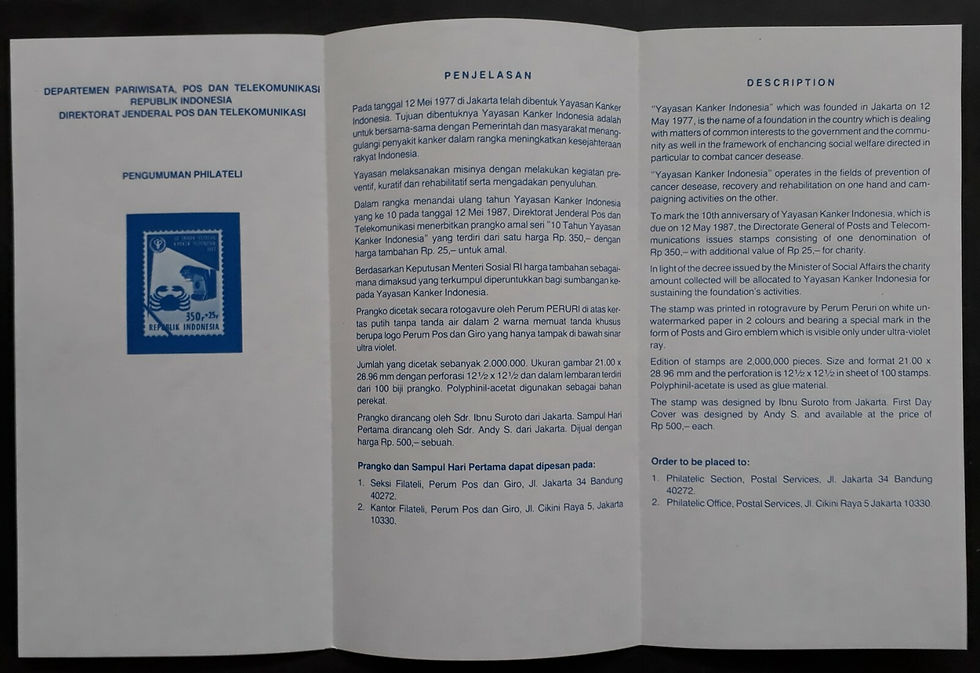 DEPARTEMEN PARIWISATA, POS DAN TELEKOMUNIKASI
REPUBLIK INDONESIA
DIREKTORAT JENDERAL POS DAN TELEKOMUNIKASI
PENGUMUMAN PHILATELI
350,-+25,-
REPUBLIK INDONESIA
PENJELASAN
Pada tanggal 12 Mei 1977 di Jakarta telah dibentuk Yayasan Kanker
Indonesia. Tujuan dibentuknya Yayasan Kanker Indonesia adalah
untuk bersama-sama dengan Pemerintah dan masyarakat menang-
gulangi penyakit kanker dalam rangka meningkatkan kesejahteraan
rakyat Indonesia.
Yayasan melaksanakan misinya dengan melakukan kegiatan pre-
ventif, kuratif dan rehabilitatif serta mengadakan penyuluhan.
Dalam rangka menandai ulang tahun Yayasan Kanker Indonesia
yang ke 10 pada tanggal 12 Mei 1987, Direktorat Jenderal Pos dan
Telekomunikasi menerbitkan prangko amal seri "10 Tahun Yayasan
Kanker Indonesia" yang terdiri dari satu harga Rp. 350,– dengan
harga tambahan Rp. 25,– untuk amal.
Berdasarkan Keputusan Menteri Sosial RI harga tambahan sebagai-
mana dimaksud yang terkumpul diperuntukkan bagi sumbangan ke-
pada Yayasan Kanker Indonesia.
Prangko dicetak secara rotogavure oleh Perum PERURI di atas ker-
tas putih tanpa tanda air dalam 2 warna memuat tanda khusus
berupa logo Perum Pos dan Giro yang hanya tampak di bawah sinar
ultra violet.
Jumlah yang dicetak sebanyak 2.000.000. Ukuran gambar 21.00 x
28.96 mm dengan perforasi 12½ x 12½ dan dalam lembaran terdiri
dari 100 biji prangko. Polyphinil-acetat digunakan sebagai bahan
perekat.
Prangko dirancang oleh Sdr. Ibnu Suroto dari Jakarta. Sampul Hari
Pertama dirancang oleh Sdr. Andy S. dari Jakarta. Dijual dengan
harga Rp. 500,– sebuah.
Prangko dan Sampul Hari Pertama dapat dipesan pada:
1. Seksi Filateli, Perum Pos dan Giro, Jl. Jakarta 34 Bandung
40272.
2. Kantor Filateli, Perum Pos dan Giro, Jl. Cikini Raya 5, Jakarta
10330.
DESCRIPTION
"Yayasan Kanker Indonesia" which was founded in Jakarta on 12
May 1977, is the name of a foundation in the country which is dealing
with matters of common interests to the government and the commu-
nity as well in the framework of enchancing social welfare directed in
particular to combat cancer desease.
"Yayasan Kanker Indonesia" operates in the fields of prevention of
cancer desease, recovery and rehabilitation on one hand and cam-
paigning activities on the other.
To mark the 10th anniversary of Yayasan Kanker Indonesia, which is
due on 12 May 1987, the Directorate General of Posts and Telecom-
munications issues stamps consisting of one denomination of
Rp 350,– with additional value of Rp 25,– for charity.
In light of the decree issued by the Minister of Social Affairs the charity
amount collected will be allocated to Yayasan Kanker Indonesia for
sustaining the foundation's activities.
The stamp was printed in rotogravure by Perum Perun on white un-
watermarked paper in 2 colours and bearing a special mark in the
form of Posts and Giro emblem which is visible only under ultra-violet
ray.
Edition of stamps are 2,000,000 pieces. Size and format 21.00 x
28.96 mm and the perforation is 12½ x 12½ in sheet of 100 stamps.
Polyphinil-acetate is used as glue material.
The stamp was designed by Ibnu Suroto from Jakarta. First Day
Cover was designed by Andy S. and available at the price of
Rp 500,– each.
Order to be placed to:
1. Philatelic Section, Postal Services, Jl. Jakarta 34 Bandung
40272.
2. Philatelic Office, Postal Services, Jl. Cikini Raya 5 Jakarta 10330.